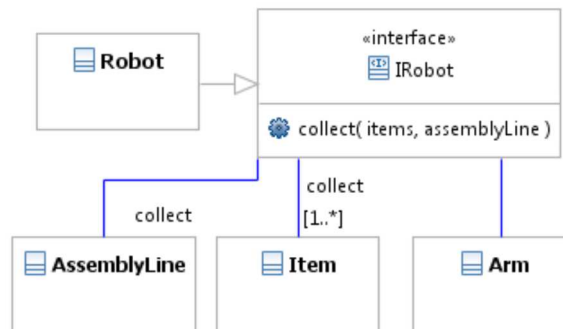 «interface»
Robot
IRobot
collect( items, assemblyLine )
collect
collect
[1..*]
AssemblyLine
Item
Arm